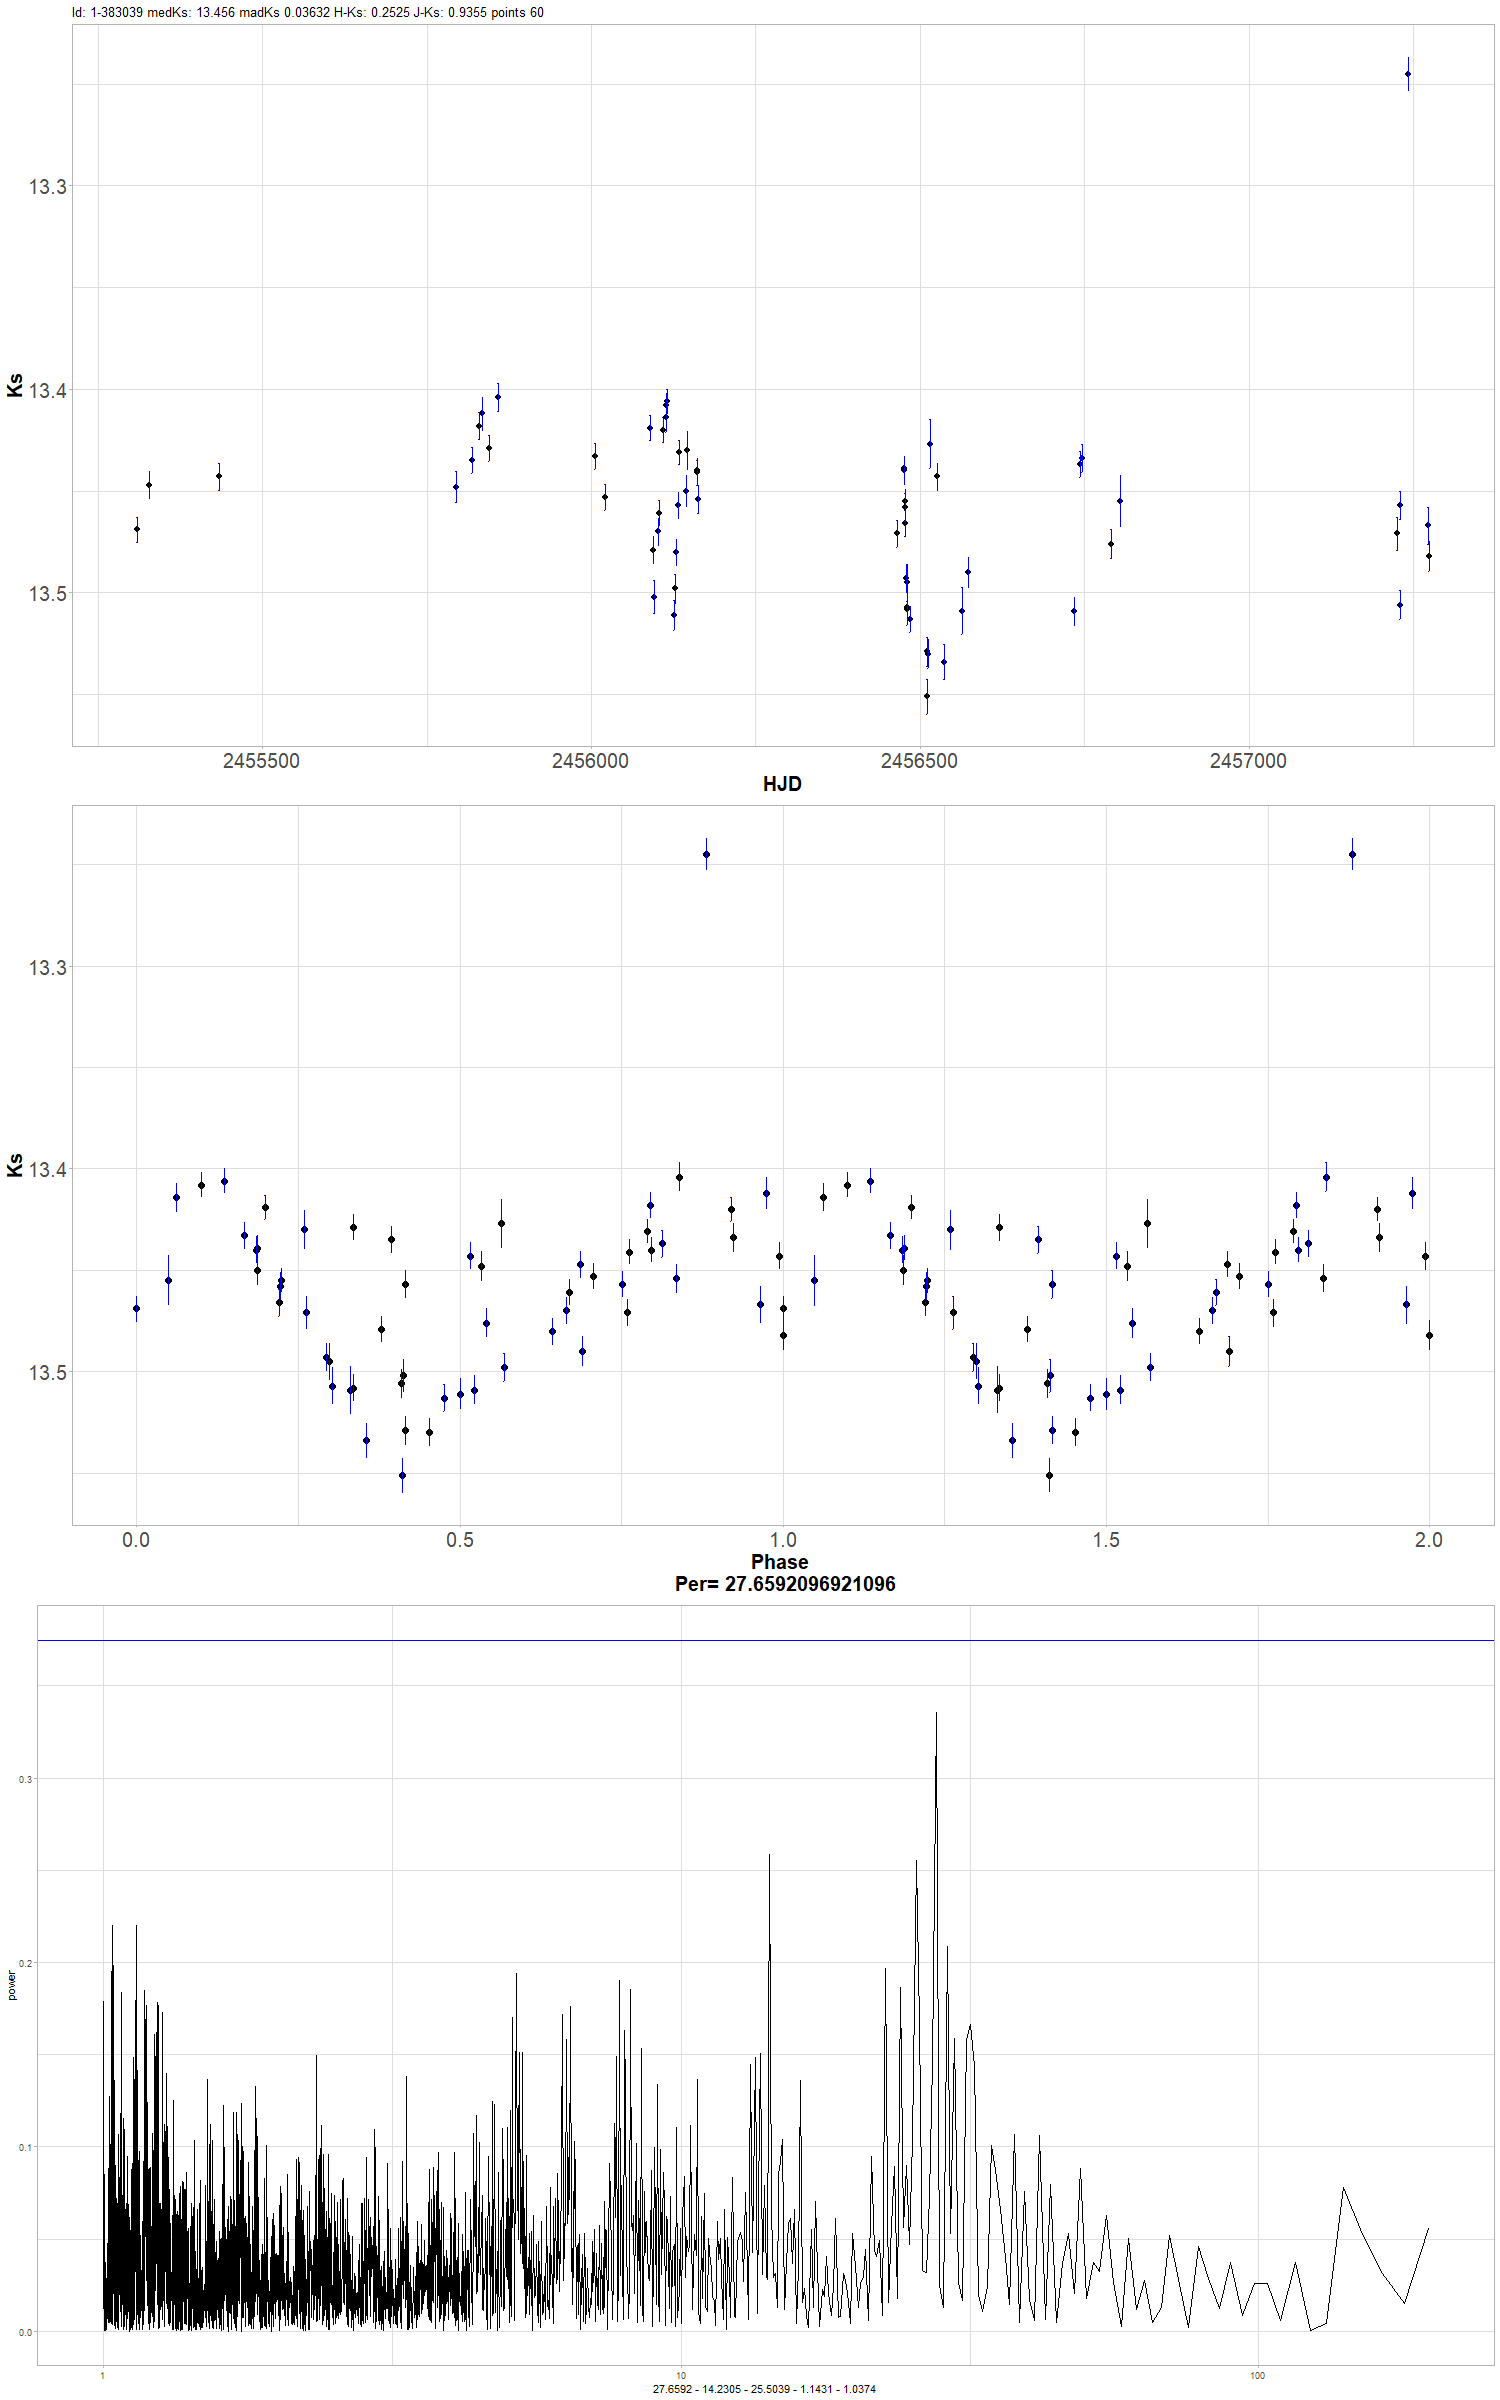 Id: 1-383039 medKs: 13.456 madKs 0.03632 H-Ks: 0.2525 J-Ks: 0.9355 points 60
13.3
13.4
13.5
Ks
2455500 2456000 2456500 2457000
HJD
13.3
13.4
13.5
Ks
0.0 0.5 1.0 1.5 2.0
Phase
Per= 27.6592096921096
0.3
0.2
0.1
0.0
power
1 10 100
27.6592 - 14.2305 - 25.5039 - 1.1431 - 1.0374